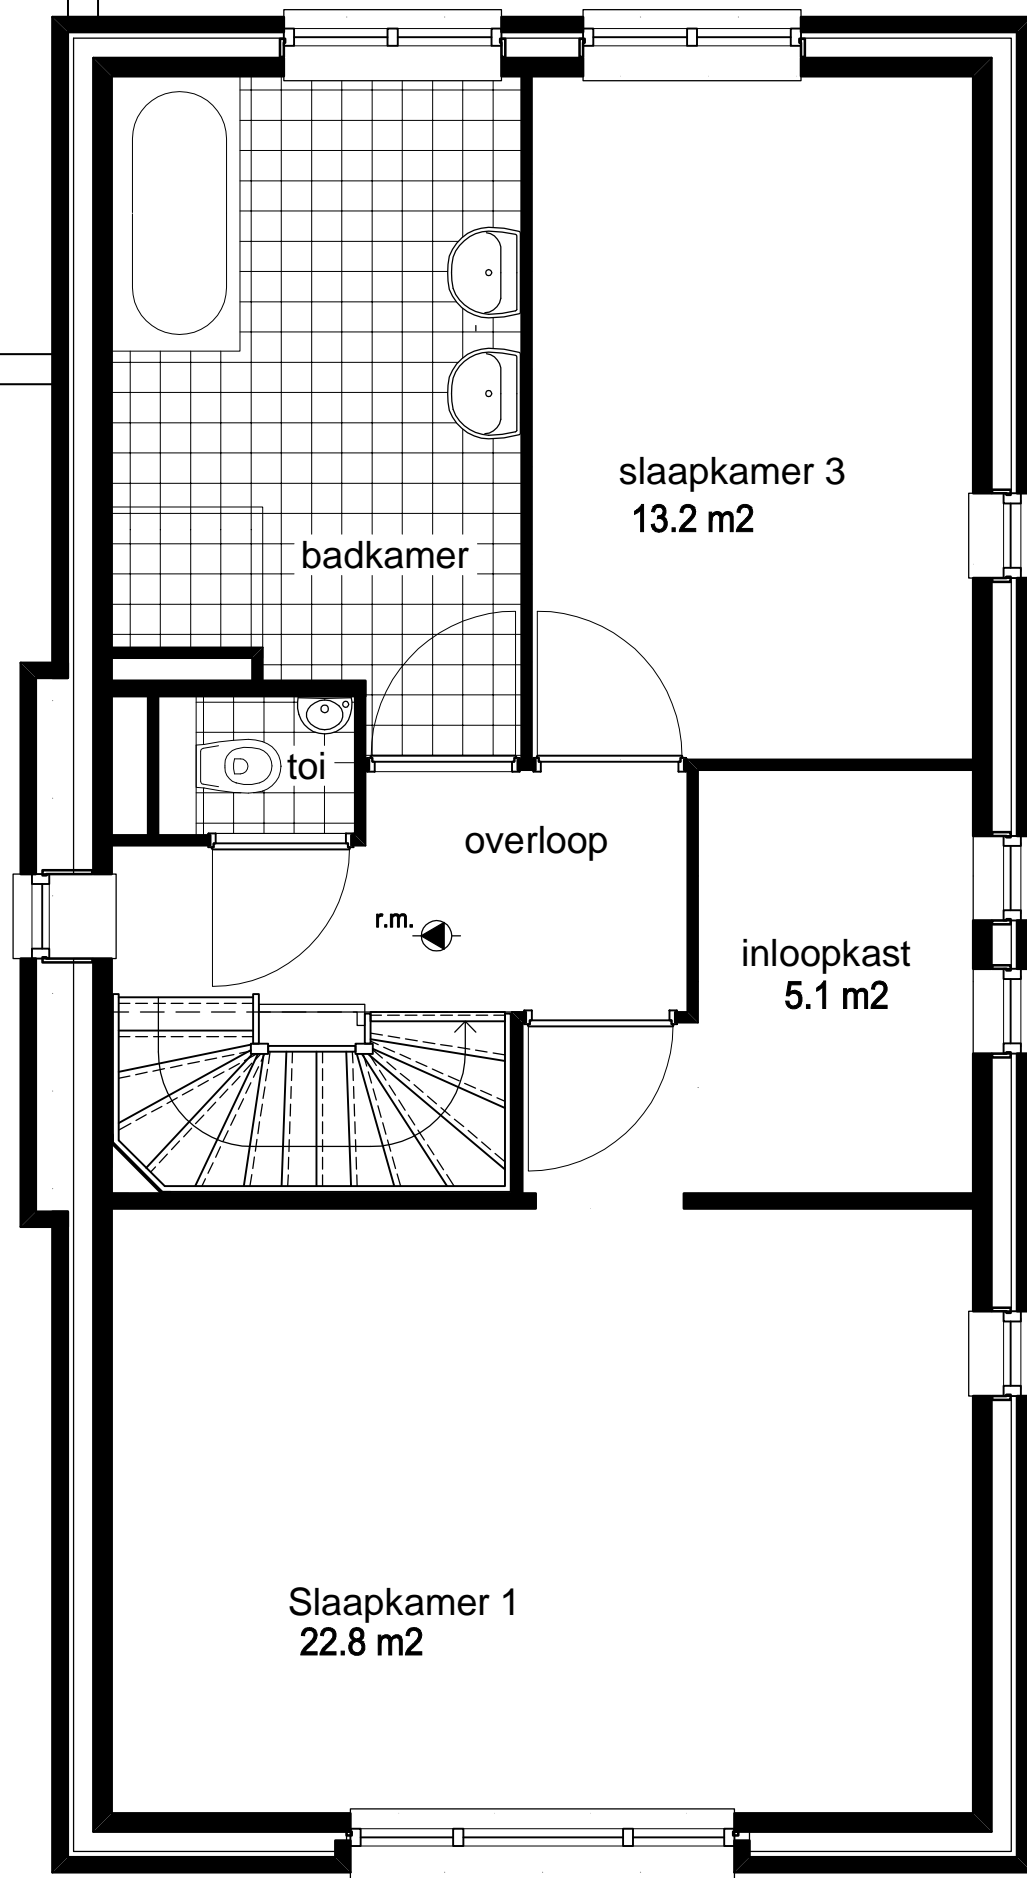 slaapkamer 3
13.2 m2
badkamer
toi
overloop
r.m.
inloopkast
5.1 m2
Slaapkamer 1
22.8 m2